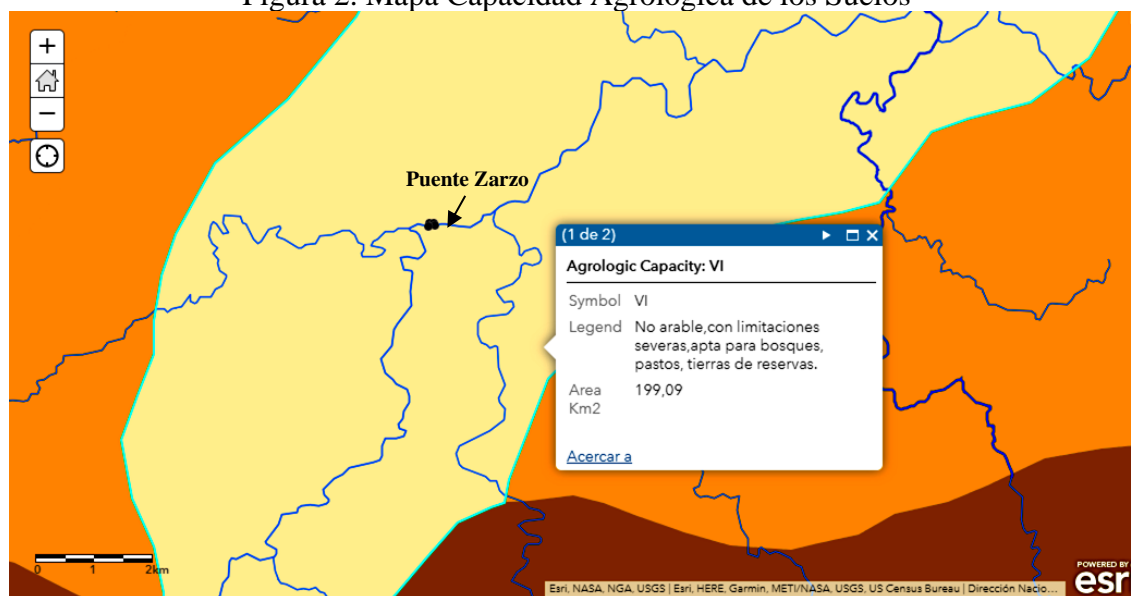 Figura 2. Mapa Capacidad Agrológica de los Suelos
+
−
Puente Zarzo
(1 de 2)
Agrologic Capacity: VI
Symbol VI
Legend No arable,con limitaciones
severas,apta para bosques,
pastos, tierras de reservas.
Area 199,09
Km2
Acercar a
0 1 2km
Esri, NASA, NGA, USGS | Esri, HERE, Garmin, METI/NASA, USGS, US Census Bureau | Dirección Nacio...
POWERED BY
esri